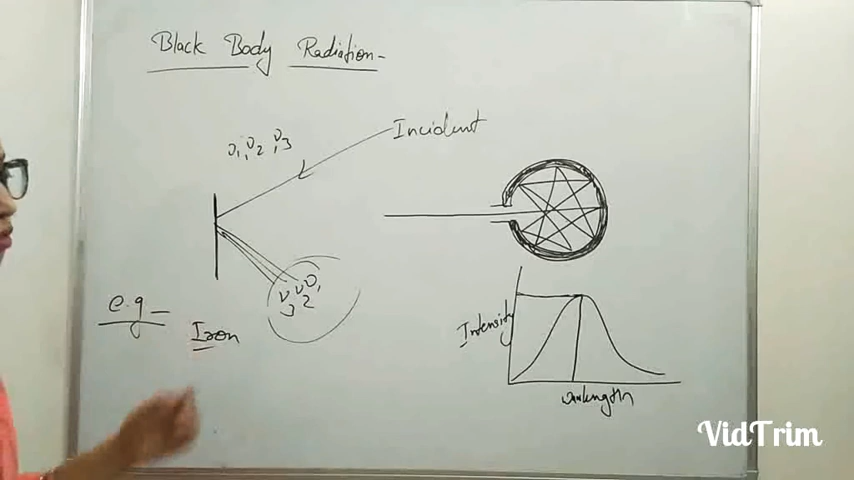 Black Body Radiation-
Incident
ν₁, ν₂, ν₃
ν₃ ν₂ ν₁
e.g-
Iron
Intensity
wavelength
VidTrim